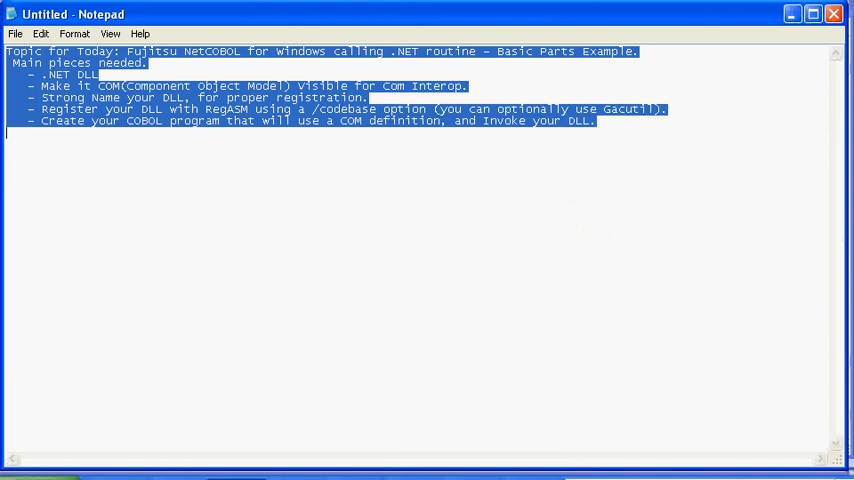 Untitled - Notepad
File Edit Format View Help
Topic for Today: Fujitsu NetCOBOL for Windows calling .NET routine - Basic Parts Example.
Main pieces needed.
- .NET DLL
- Make it COM(Component Object Model) Visible for Com Interop.
- Strong Name your DLL, for proper registration.
- Register your DLL with RegASM using a /codebase option (you can optionally use Gacutil).
- Create your COBOL program that will use a COM definition, and Invoke your DLL.